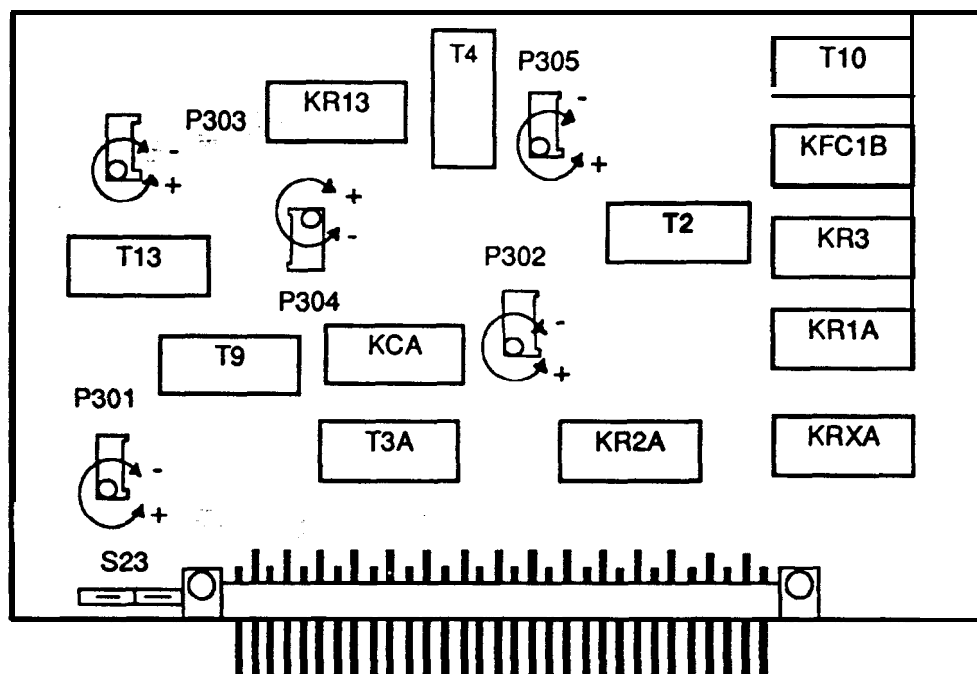 T4
P305
T10
KR13
P303
-
-
+
+
KFC1B
+
-
T2
KR3
T13
P302
P304
-
+
KR1A
T9
KCA
P301
T3A
KR2A
KRXA
-
+
S23